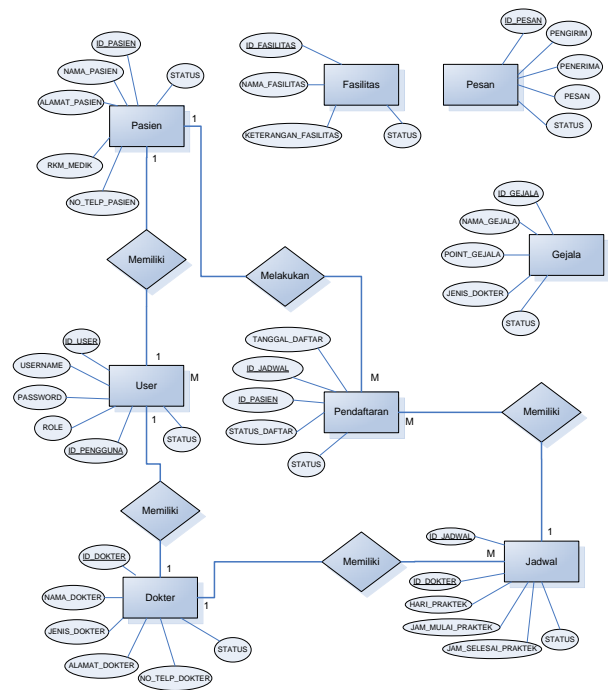 ID_PASIEN
NAMA_PASIEN
STATUS
ALAMAT_PASIEN
Pasien
RKM_MEDIK
NO_TELP_PASIEN
1
1
ID_FASILITAS
NAMA_FASILITAS
Fasilitas
KETERANGAN_FASILITAS
STATUS
ID_PESAN
PENGIRIM
PENERIMA
Pesan
PESAN
STATUS
ID_GEJALA
NAMA_GEJALA
POINT_GEJALA
Gejala
JENIS_DOKTER
STATUS
Memiliki
Melakukan
1
M
ID_USER
USERNAME
User
PASSWORD
ROLE
ID_PENGGUNA
STATUS
1
TANGGAL_DAFTAR
M
ID_JADWAL
ID_PASIEN
Pendaftaran
STATUS_DAFTAR
STATUS
M
Memiliki
Memiliki
1
ID_DOKTER
1
NAMA_DOKTER
Dokter
1
JENIS_DOKTER
ALAMAT_DOKTER
NO_TELP_DOKTER
STATUS
Memiliki
M
1
ID_JADWAL
Jadwal
ID_DOKTER
HARI_PRAKTEK
JAM_MULAI_PRAKTEK
JAM_SELESAI_PRAKTEK
STATUS